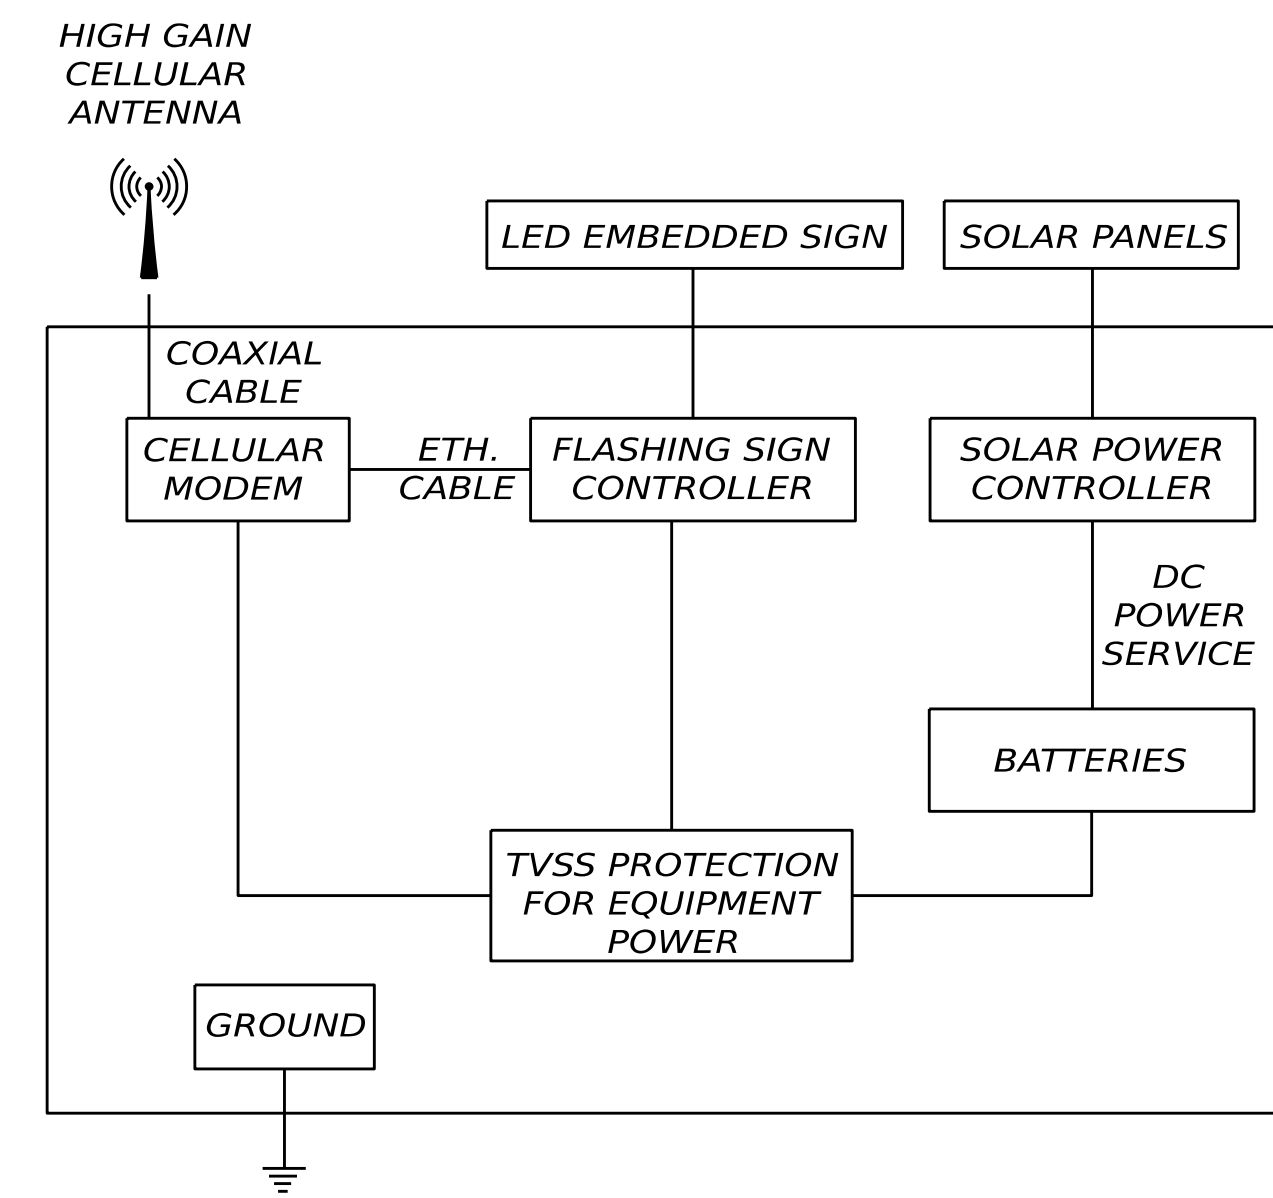 HIGH GAIN
CELLULAR
ANTENNA
LED EMBEDDED SIGN
SOLAR PANELS
COAXIAL
CABLE
CELLULAR
MODEM
ETH.
CABLE
FLASHING SIGN
CONTROLLER
SOLAR POWER
CONTROLLER
DC
POWER
SERVICE
BATTERIES
TVSS PROTECTION
FOR EQUIPMENT
POWER
GROUND